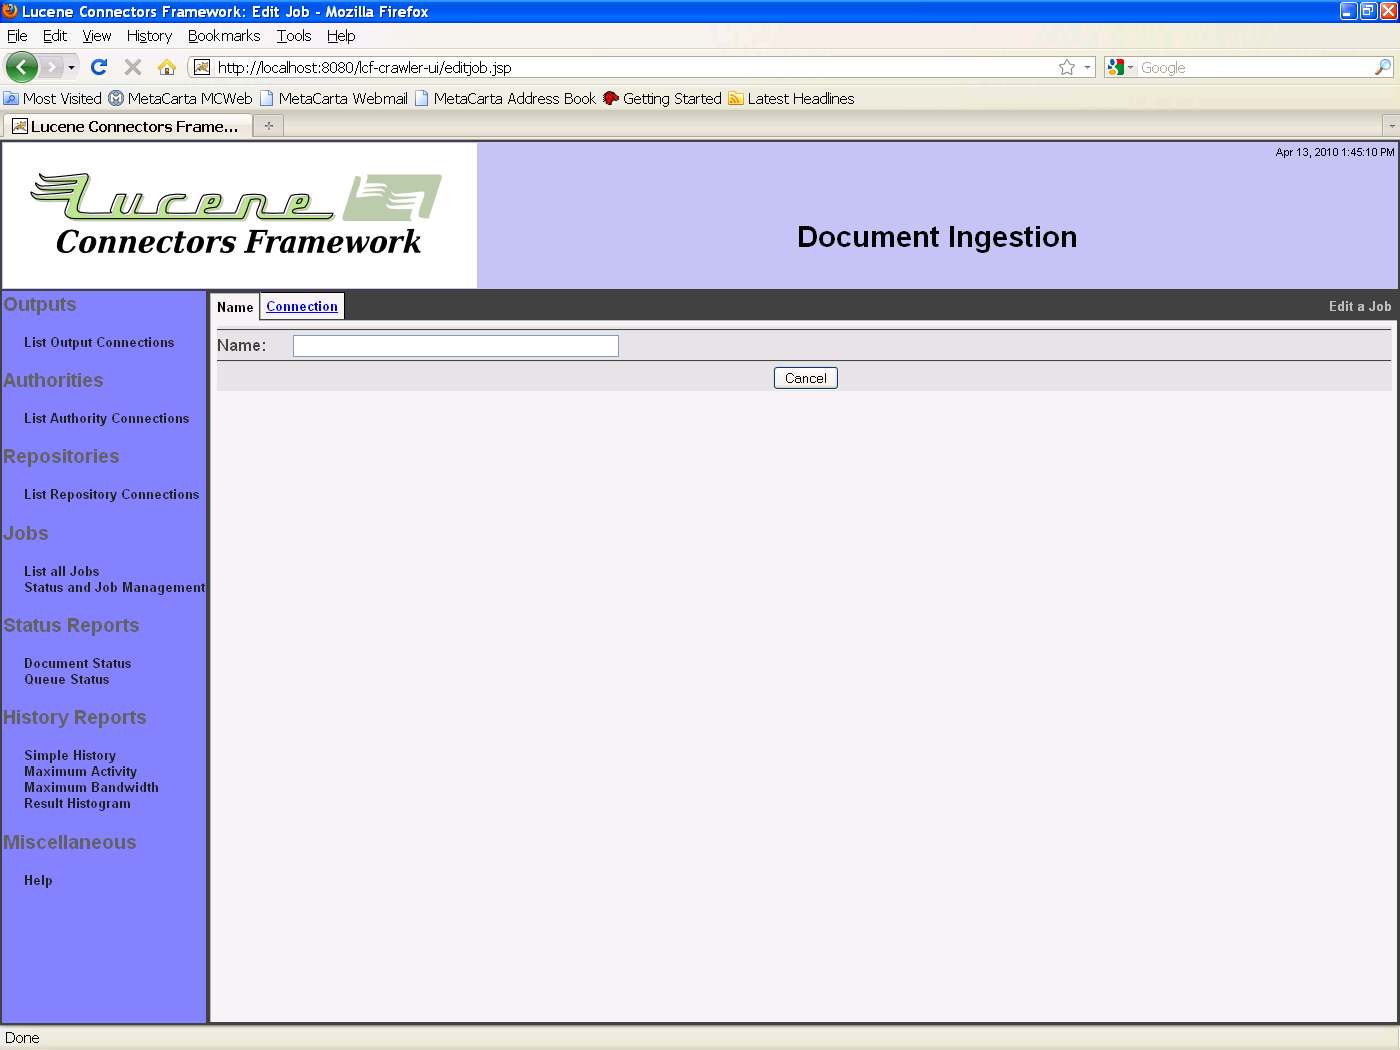 Lucene Connectors Framework: Edit Job - Mozilla Firefox
File Edit View History Bookmarks Tools Help
http://localhost:8080/lcf-crawler-ui/editjob.jsp
Google
Most Visited MetaCarta MCWeb MetaCarta Webmail MetaCarta Address Book Getting Started Latest Headlines
Lucene Connectors Frame...
Apr 13, 2010 1:45:10 PM
Lucene
Connectors Framework
Document Ingestion
Outputs
List Output Connections
Authorities
List Authority Connections
Repositories
List Repository Connections
Jobs
List all Jobs
Status and Job Management
Status Reports
Document Status
Queue Status
History Reports
Simple History
Maximum Activity
Maximum Bandwidth
Result Histogram
Miscellaneous
Help
Name Connection Edit a Job
Name:
Cancel
Done